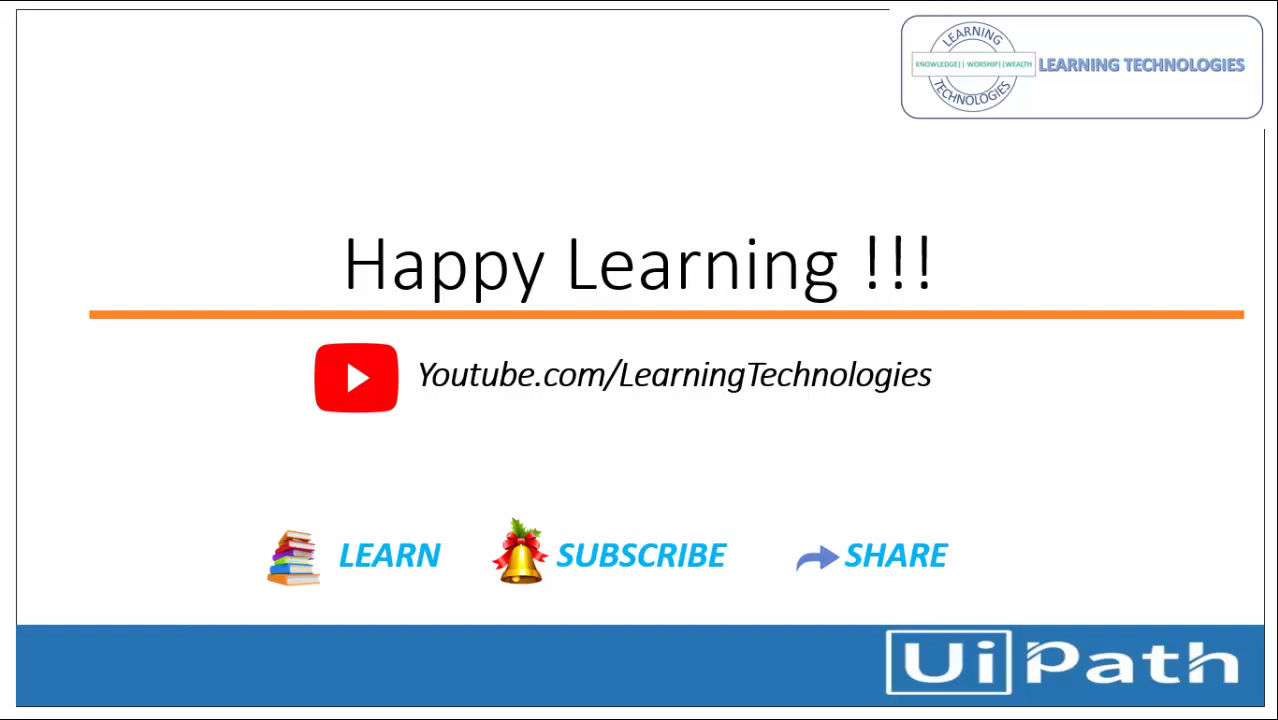 LEARNING
KNOWLEDGE|| WORSHIP||WEALTH
TECHNOLOGIES
LEARNING TECHNOLOGIES
Happy Learning !!!
Youtube.com/LearningTechnologies
LEARN SUBSCRIBE SHARE
UiPath